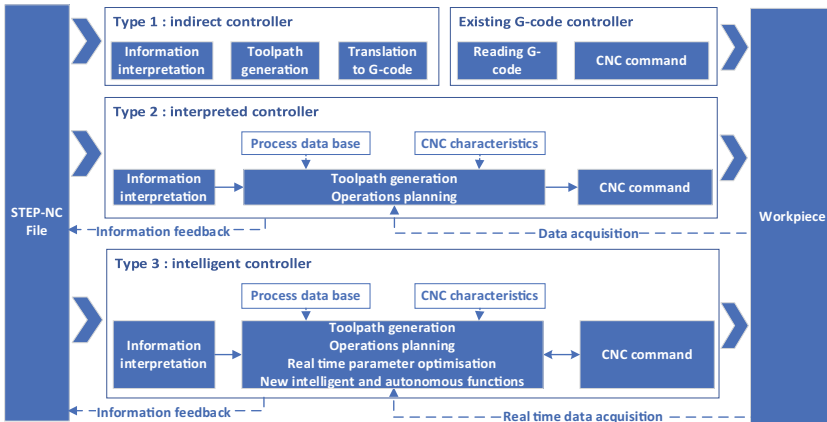 Type 1 : indirect controller
Information
interpretation
Toolpath
generation
Translation
to G-code
Existing G-code controller
Reading G-
code
CNC command
Type 2 : interpreted controller
Process data base
CNC characteristics
Information
interpretation
Toolpath generation
Operations planning
CNC command
STEP-NC
File
Workpiece
Information feedback
Data acquisition
Type 3 : intelligent controller
Process data base
CNC characteristics
Information
interpretation
Toolpath generation
Operations planning
Real time parameter optimisation
New intelligent and autonomous functions
CNC command
Information feedback
Real time data acquisition